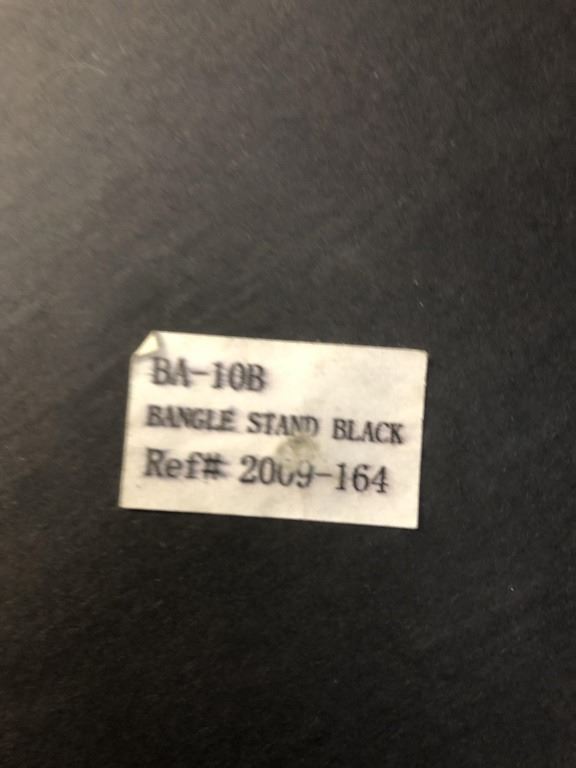 BA-10B
BANGLE STAND BLACK
Ref# 2009-164